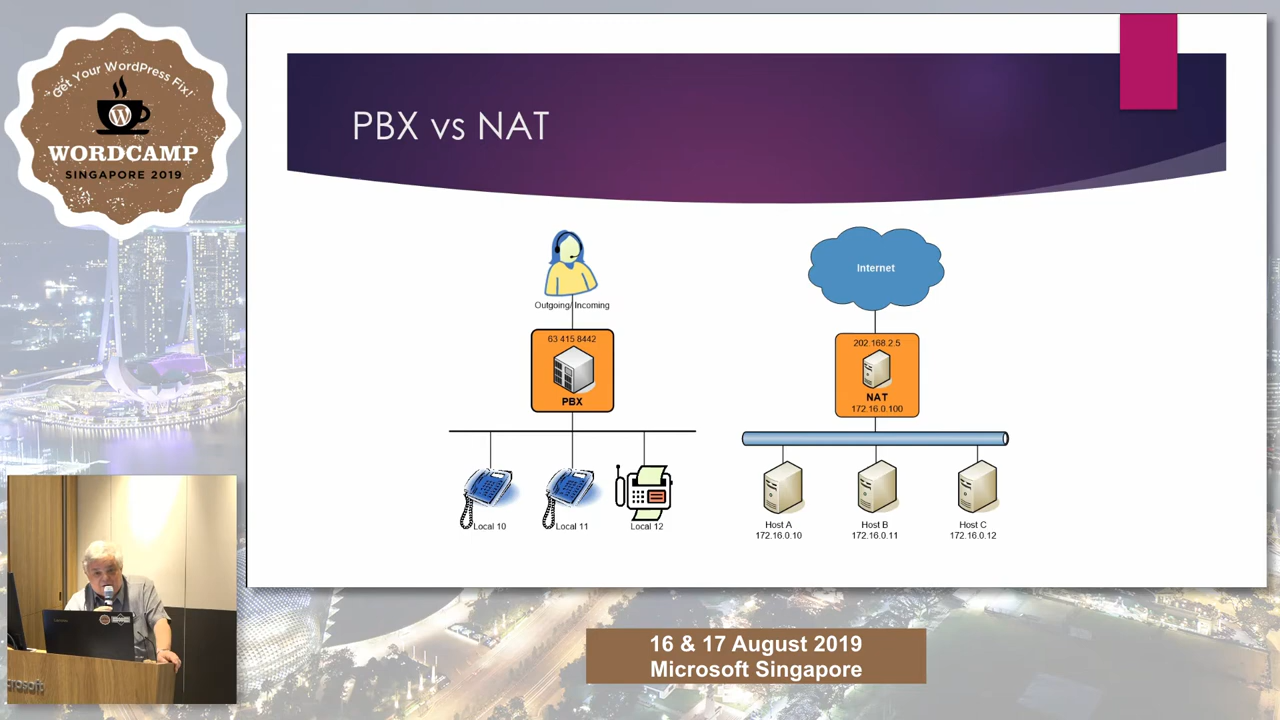 Get Your WordPress Fix!
W
WORDCAMP
SINGAPORE 2019
PBX vs NAT
Outgoing/ Incoming
63 415 8442
PBX
Local 10
Local 11
Local 12
Internet
202.168.2.5
NAT
172.16.0.100
Host A
172.16.0.10
Host B
172.16.0.11
Host C
172.16.0.12
16 & 17 August 2019
Microsoft Singapore